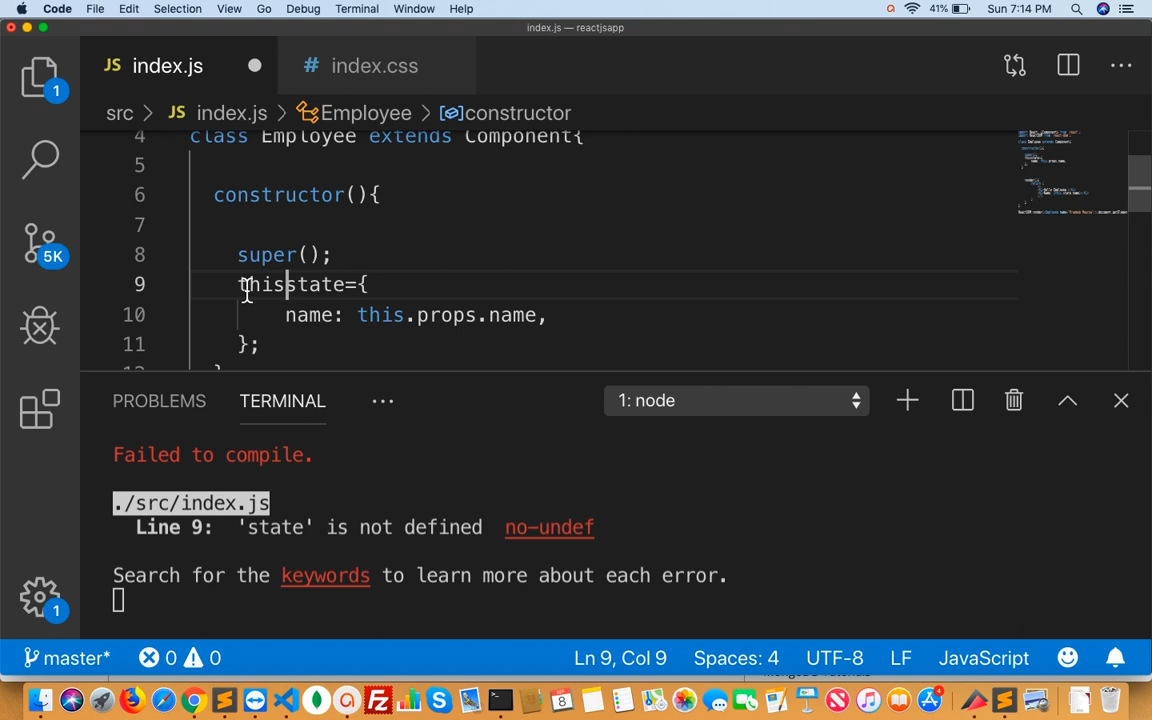 Code File Edit Selection View Go Debug Terminal Window Help 41% Sun 7:14 PM
index.js — reactjsapp
JS index.js # index.css
1
src > JS index.js > Employee > constructor
4 class Employee extends Component{
5
6 constructor(){
7
8 super();
9 thisstate={
10 name: this.props.name,
11 };
5K
PROBLEMS TERMINAL ... 1: node
Failed to compile.
./src/index.js
Line 9: 'state' is not defined no-undef
Search for the keywords to learn more about each error.
1
master* 0 0 Ln 9, Col 9 Spaces: 4 UTF-8 LF JavaScript